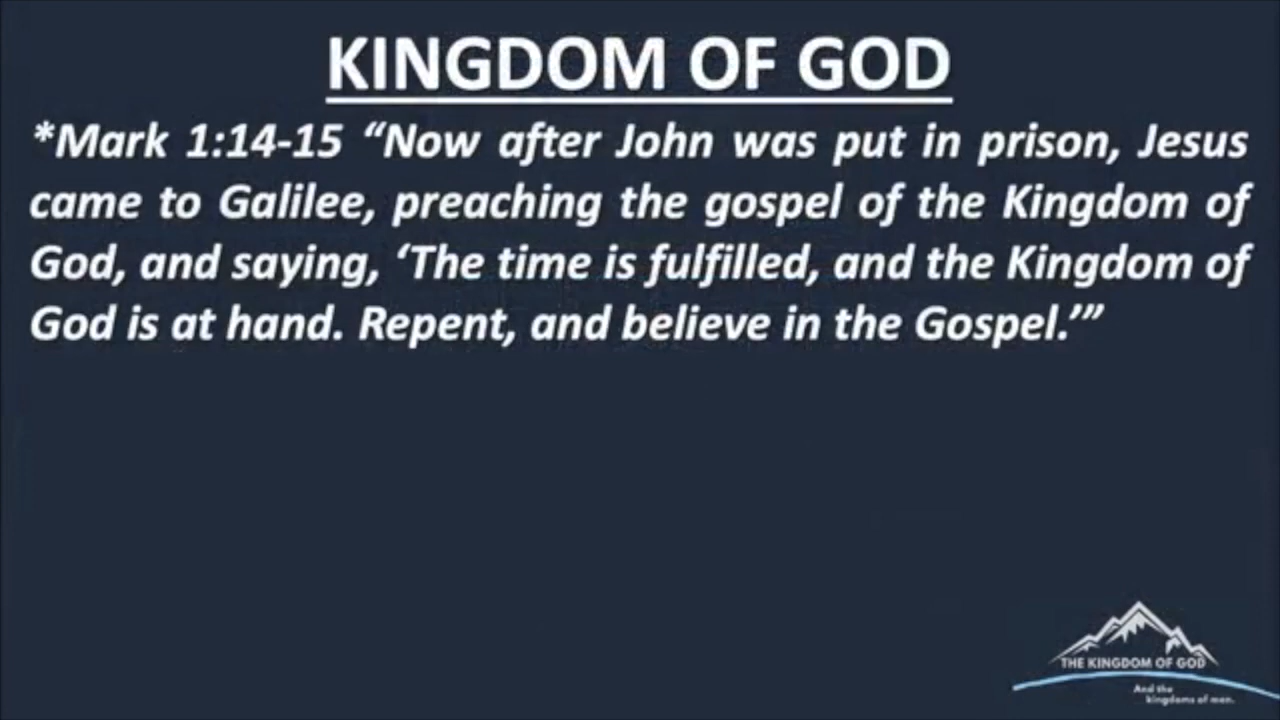 KINGDOM OF GOD
*Mark 1:14-15 “Now after John was put in prison, Jesus
came to Galilee, preaching the gospel of the Kingdom of
God, and saying, ‘The time is fulfilled, and the Kingdom of
God is at hand. Repent, and believe in the Gospel.’”
THE KINGDOM OF GOD
And the
kingdoms of men.